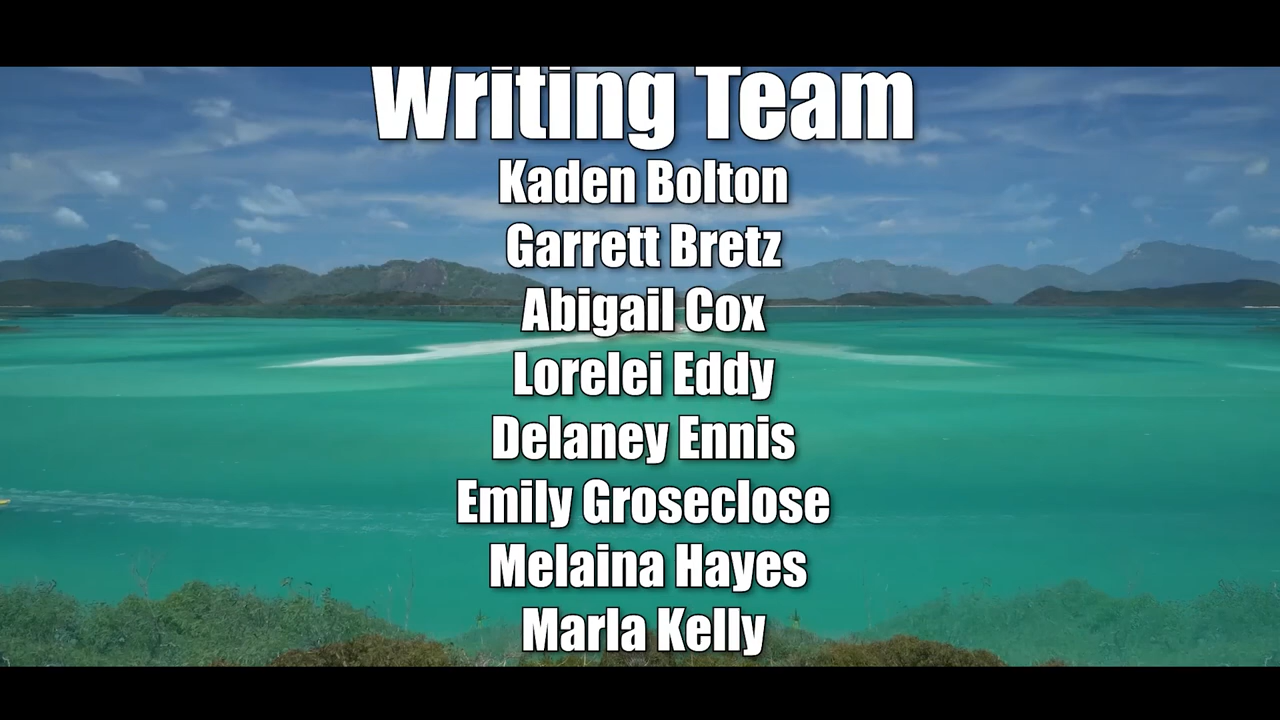 Writing Team
Kaden Bolton
Garrett Bretz
Abigail Cox
Lorelei Eddy
Delaney Ennis
Emily Groseclose
Melaina Hayes
Marla Kelly